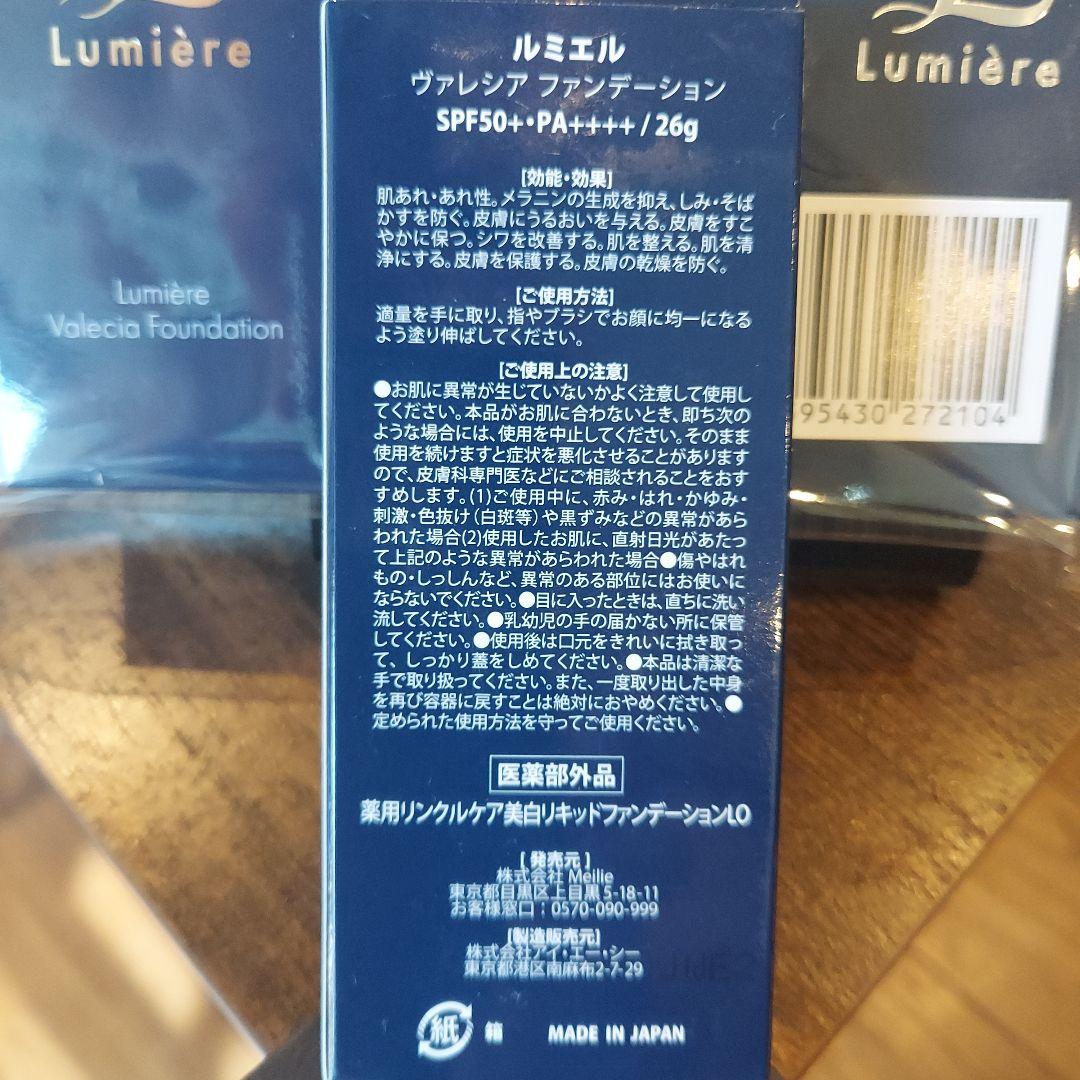 Lumière
Lumière
Valecia Foundation
ルミエル
ヴァレシア ファンデーション
SPF50+・PA++++ / 26g
[効能・効果]
肌あれ・あれ性。メラニンの生成を抑え、しみ・そば
かすを防ぐ。皮膚にうるおいを与える。皮膚をすこ
やかに保つ。シワを改善する。肌を整える。肌を清
浄にする。皮膚を保護する。皮膚の乾燥を防ぐ。
[ご使用方法]
適量を手に取り、指やブラシでお顔に均一になる
よう塗り伸ばしてください。
[ご使用上の注意]
●お肌に異常が生じていないかよく注意して使用し
てください。本品がお肌に合わないとき、即ち次の
ような場合には、使用を中止してください。そのまま
使用を続けますと症状を悪化させることがあります
ので、皮膚科専門医などにご相談されることをおす
すめします。(1)ご使用中に、赤み・はれ・かゆみ・
刺激・色抜け(白斑等)や黒ずみなどの異常があら
われた場合(2)使用したお肌に、直射日光があたっ
て上記のような異常があらわれた場合●傷やはれ
もの・しっしんなど、異常のある部位にはお使いに
ならないでください。●目に入ったときは、直ちに洗い
流してください。●乳幼児の手の届かない所に保管
してください。●使用後は口元をきれいに拭き取っ
て、しっかり蓋をしめてください。●本品は清潔な
手で取り扱ってください。また、一度取り出した中身
を再び容器に戻すことは絶対におやめください。●
定められた使用方法を守ってご使用ください。
医薬部外品
薬用リンクルケア美白リキッドファンデーションLO
[発売元]
株式会社 Meilie
東京都目黒区上目黒5-18-11
お客様窓口:0570-090-999
[製造販売元]
株式会社アイ・エー・シー
東京都港区南麻布2-7-29
紙 箱 MADE IN JAPAN
Lumière
95430 272104